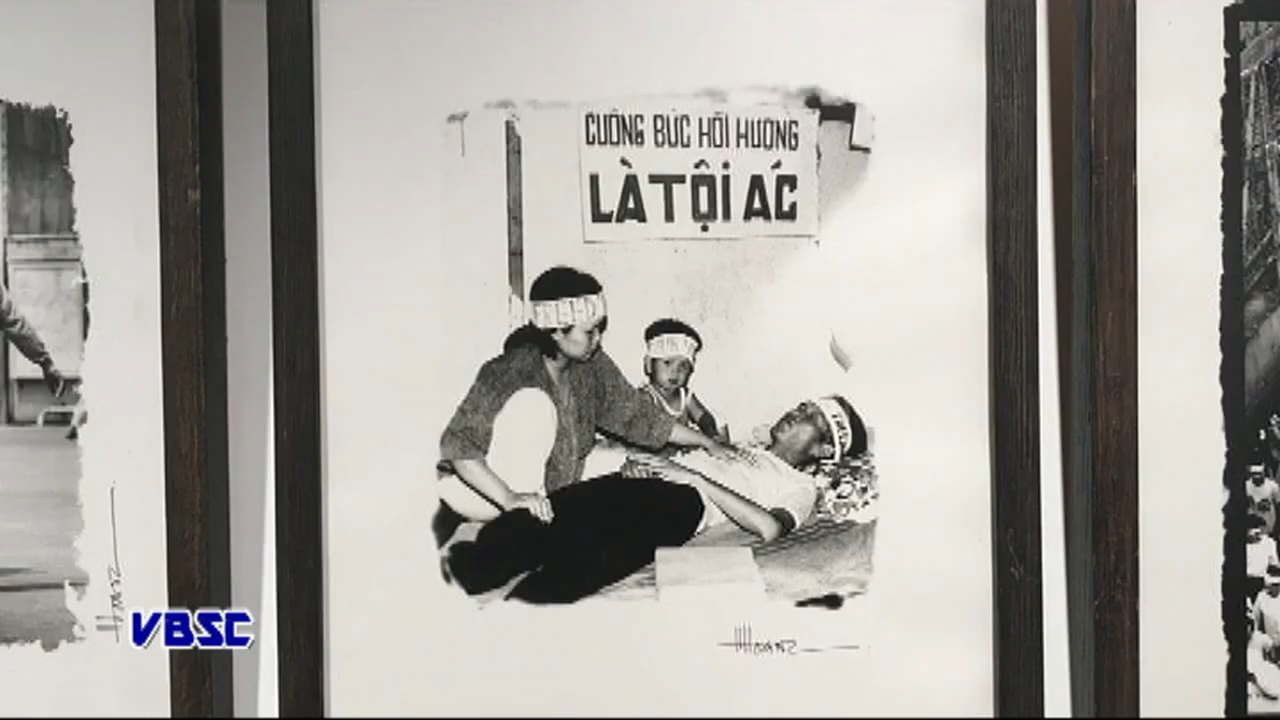 CƯỠNG BỨC HỒI HƯƠNG
LÀ TỘI ÁC
VBSC